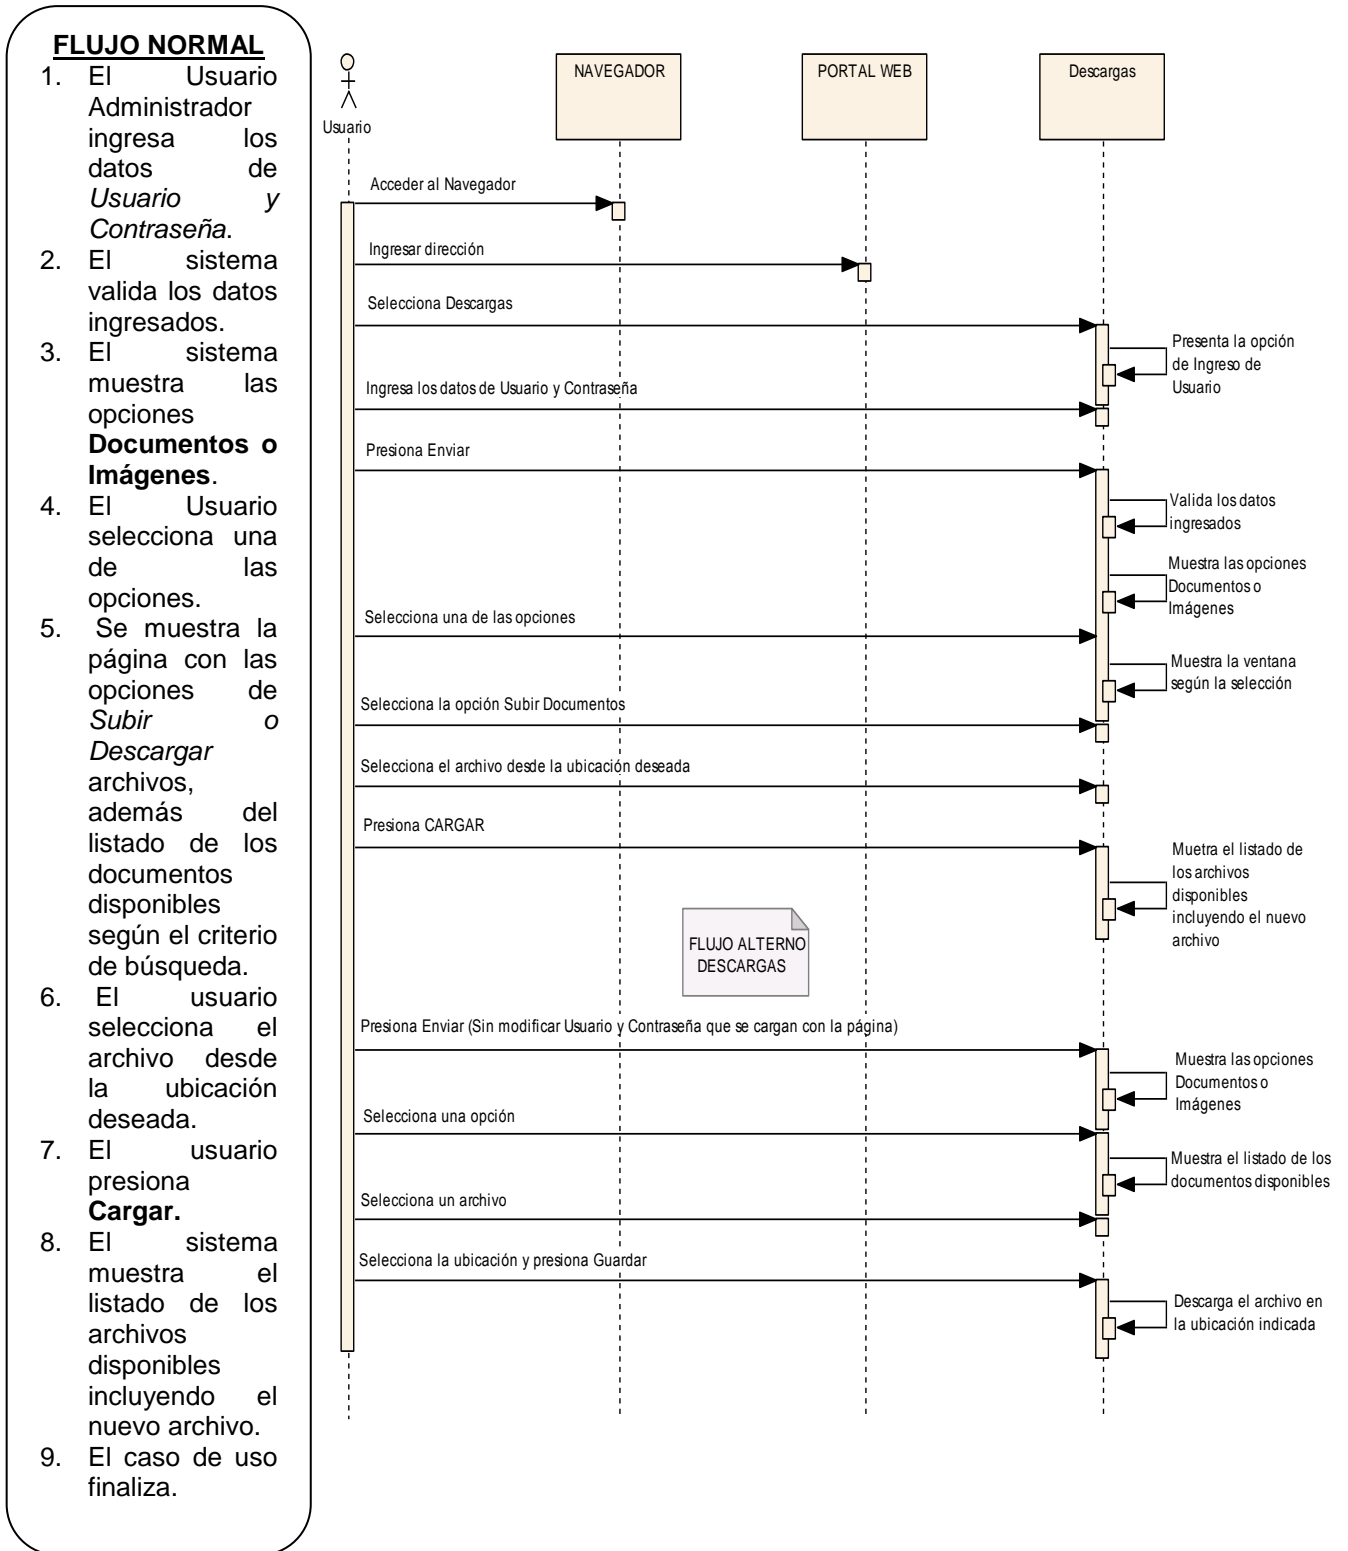 FLUJO NORMAL
1. El Usuario
Administrador
ingresa los
datos de
Usuario y
Contraseña.
2. El sistema
valida los datos
ingresados.
3. El sistema
muestra las
opciones
Documentos o
Imágenes.
4. El Usuario
selecciona una
de las
opciones.
5. Se muestra la
página con las
opciones de
Subir o
Descargar
archivos,
además del
listado de los
documentos
disponibles
según el criterio
de búsqueda.
6. El usuario
selecciona el
archivo desde
la ubicación
deseada.
7. El usuario
presiona
Cargar.
8. El sistema
muestra el
listado de los
archivos
disponibles
incluyendo el
nuevo archivo.
9. El caso de uso
finaliza.
Usuario
NAVEGADOR
PORTAL WEB
Descargas
Acceder al Navegador
Ingresar dirección
Selecciona Descargas
Presenta la opción
de Ingreso de
Usuario
Ingresa los datos de Usuario y Contraseña
Presiona Enviar
Valida los datos
ingresados
Muestra las opciones
Documentos o
Imágenes
Selecciona una de las opciones
Muestra la ventana
según la selección
Selecciona la opción Subir Documentos
Selecciona el archivo desde la ubicación deseada
Presiona CARGAR
Muetra el listado de
los archivos
disponibles
incluyendo el nuevo
archivo
FLUJO ALTERNO
DESCARGAS
Presiona Enviar (Sin modificar Usuario y Contraseña que se cargan con la página)
Muestra las opciones
Documentos o
Imágenes
Selecciona una opción
Muestra el listado de los
documentos disponibles
Selecciona un archivo
Selecciona la ubicación y presiona Guardar
Descarga el archivo en
la ubicación indicada